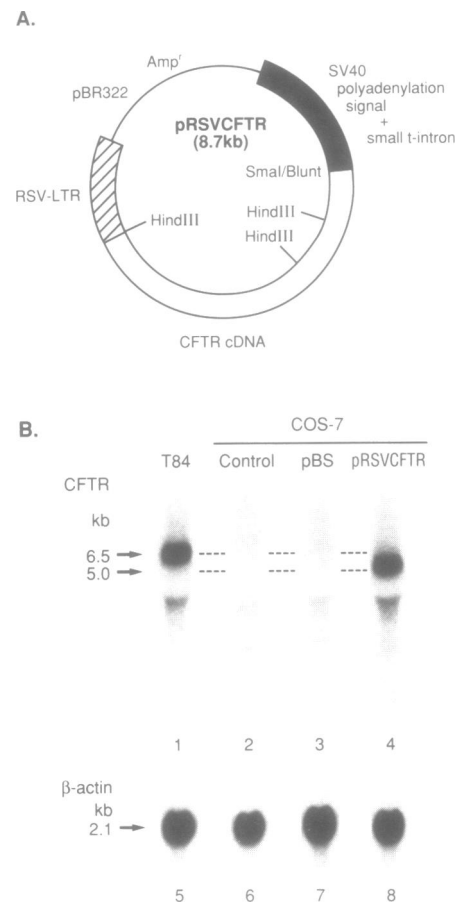 A.
Ampʳ
pBR322
SV40
polyadenylation
signal
+
small t-intron
pRSVCFTR
(8.7kb)
SmaI/Blunt
RSV-LTR
HindIII
HindIII
HindIII
CFTR cDNA
B.
COS-7
T84 Control pBS pRSVCFTR
CFTR
kb
6.5
5.0
1 2 3 4
β-actin
kb
2.1
5 6 7 8